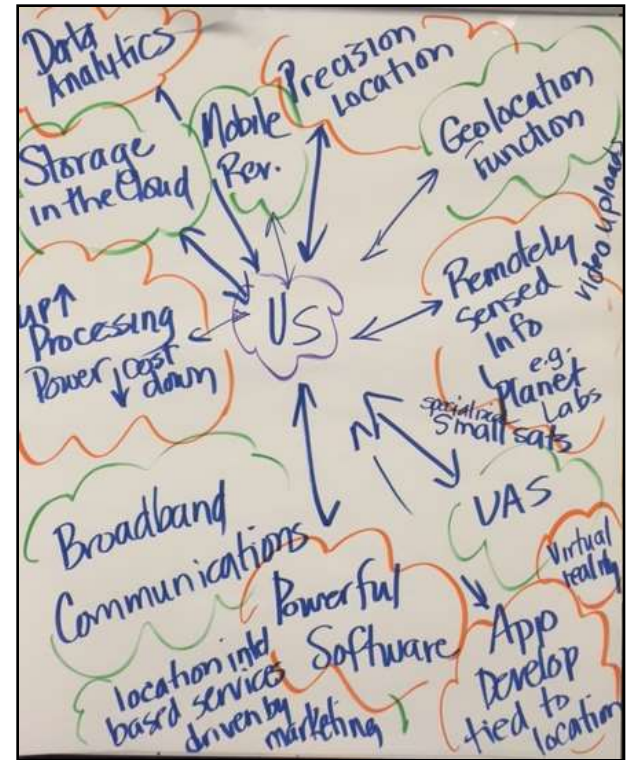 Data
Analytics
Mobile
Rev.
Precision
Location
Geolocation
Function
Storage
in the Cloud
video upload
US
Remotely
sensed
Info
e.g.
Planet
Labs
specialized
Small sats
up↑
Processing
Power, cost
↓ down
UAS
Virtual
reality
Broadband
Communications
Powerful
Software
App
Develop
tied to
location
location
based services
driven by
marketing